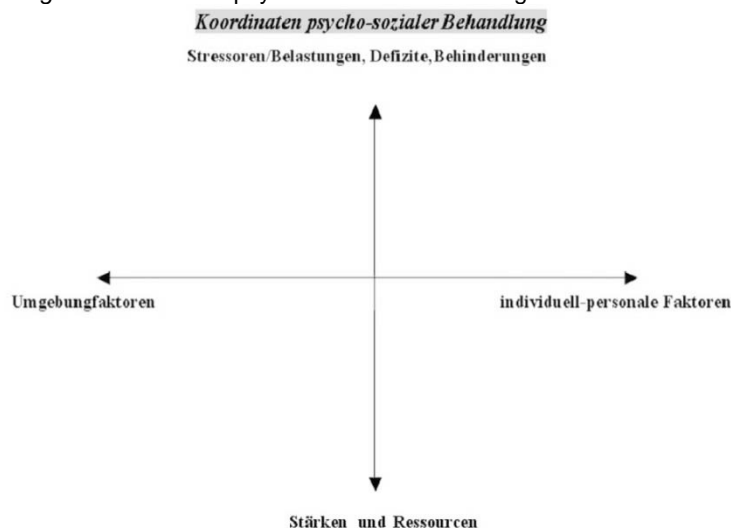 Koordinaten psycho-sozialer Behandlung
Stressoren/Belastungen, Defizite, Behinderungen
Umgebungfaktoren
individuell-personale Faktoren
Stärken und Ressourcen